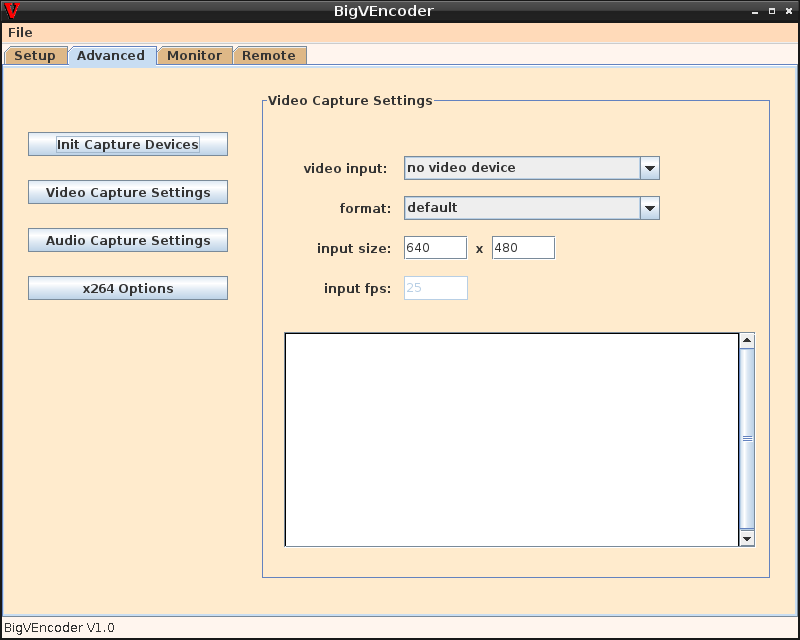 BigVEncoder
File
Setup Advanced Monitor Remote
Video Capture Settings
Init Capture Devices
Video Capture Settings
Audio Capture Settings
x264 Options
video input: no video device
format: default
input size: 640 x 480
input fps: 25
BigVEncoder V1.0